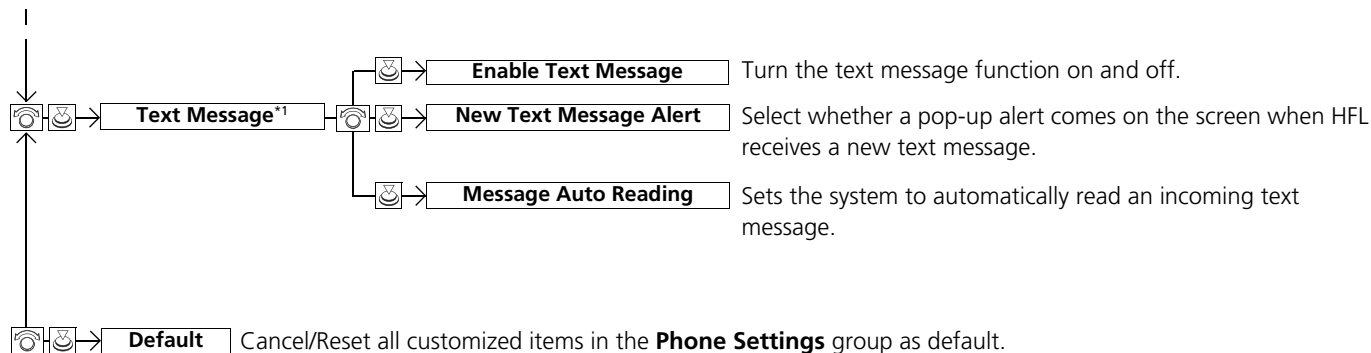 Enable Text Message Turn the text message function on and off.
Text Message*1 New Text Message Alert Select whether a pop-up alert comes on the screen when HFL
receives a new text message.
Message Auto Reading Sets the system to automatically read an incoming text
message.
Default Cancel/Reset all customized items in the Phone Settings group as default.